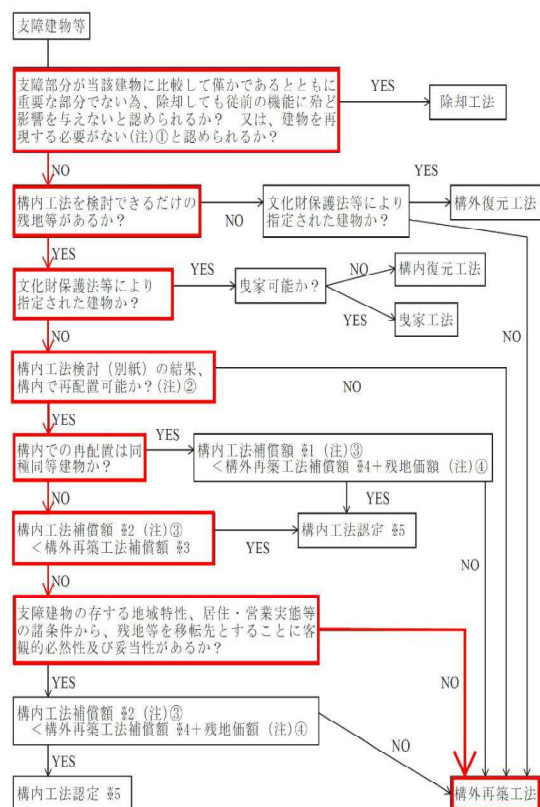 支障建物等
支障部分が当該建物に比較して僅かであるとともに
重要な部分でない為、除却しても従前の機能に殆ど
影響を与えないと認められるか？ 又は、建物を再
現する必要がない(注)①と認められるか？
YES
除却工法
NO
構内工法を検討できるだけの
残地等があるか？
NO
文化財保護法等により
指定された建物か？
YES
構外復元工法
NO
YES
文化財保護法等により
指定された建物か？
YES
曳家可能か？
NO
構内復元工法
YES
曳家工法
NO
構内工法検討（別紙）の結果、
構内で再配置可能か？(注)②
NO
YES
構内での再配置は同
種同等建物か？
YES
構内工法補償額 ※1 (注)③
＜構外再築工法補償額 ※4＋残地価額 (注)④
YES
構内工法認定 ※5
NO
NO
構内工法補償額 ※2 (注)③
＜構外再築工法補償額 ※3
YES
NO
支障建物の存する地域特性、居住・営業実態等
の諸条件から、残地等を移転先とすることに客
観的必然性及び妥当性があるか？
NO
YES
構内工法補償額 ※2 (注)③
＜構外再築工法補償額 ※4＋残地価額 (注)④
NO
YES
構内工法認定 ※5
構外再築工法